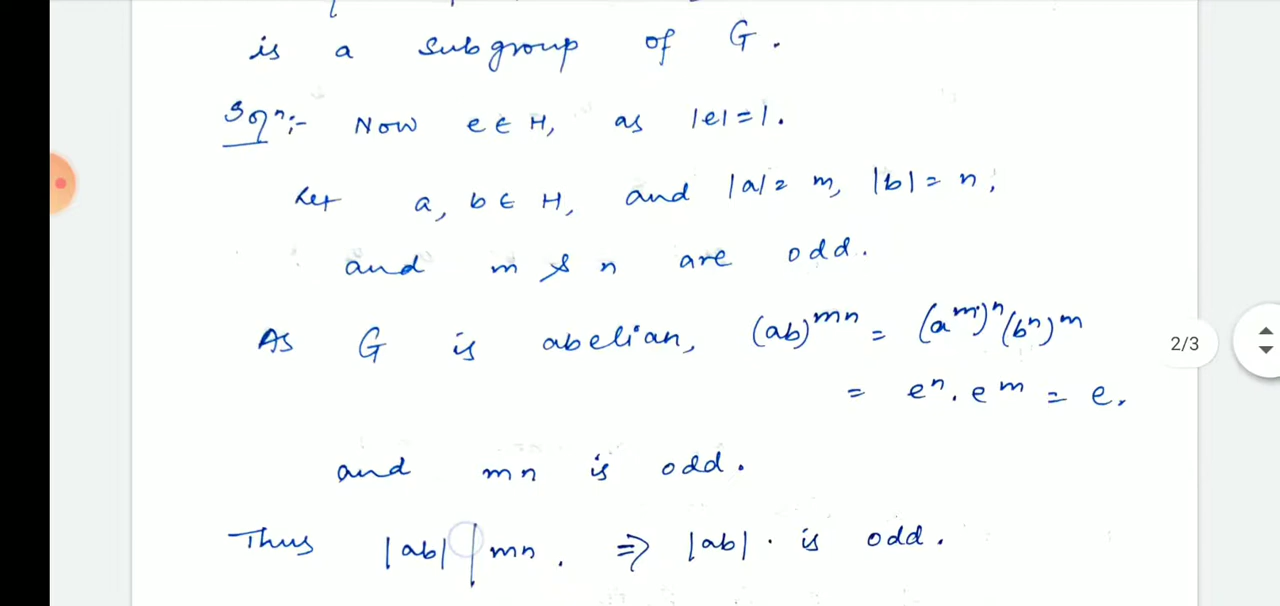 is a subgroup of G.
Solⁿ:- Now e ∈ H, as |e| = 1.
Let a, b ∈ H, and |a| = m, |b| = n,
and m & n are odd.
As G is abelian, (ab)^mn = (a^m)^n (b^n)^m
= e^n . e^m = e,
2/3
and mn is odd.
Thus |ab| | mn. ⇒ |ab| . is odd.